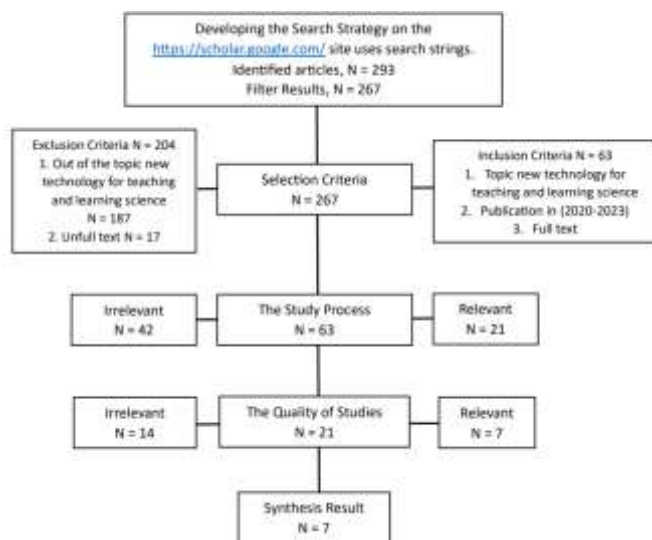 Developing the Search Strategy on the
https://scholar.google.com/ site uses search strings.
Identified articles, N = 293
Filter Results, N = 267
Exclusion Criteria N = 204
1. Out of the topic new
technology for teaching
and learning science
N = 187
2. Unfull text N = 17
Selection Criteria
N = 267
Inclusion Criteria N = 63
1. Topic new technology for
teaching and learning science
2. Publication in (2020-2023)
3. Full text
Irrelevant
N = 42
The Study Process
N = 63
Relevant
N = 21
Irrelevant
N = 14
The Quality of Studies
N = 21
Relevant
N = 7
Synthesis Result
N = 7